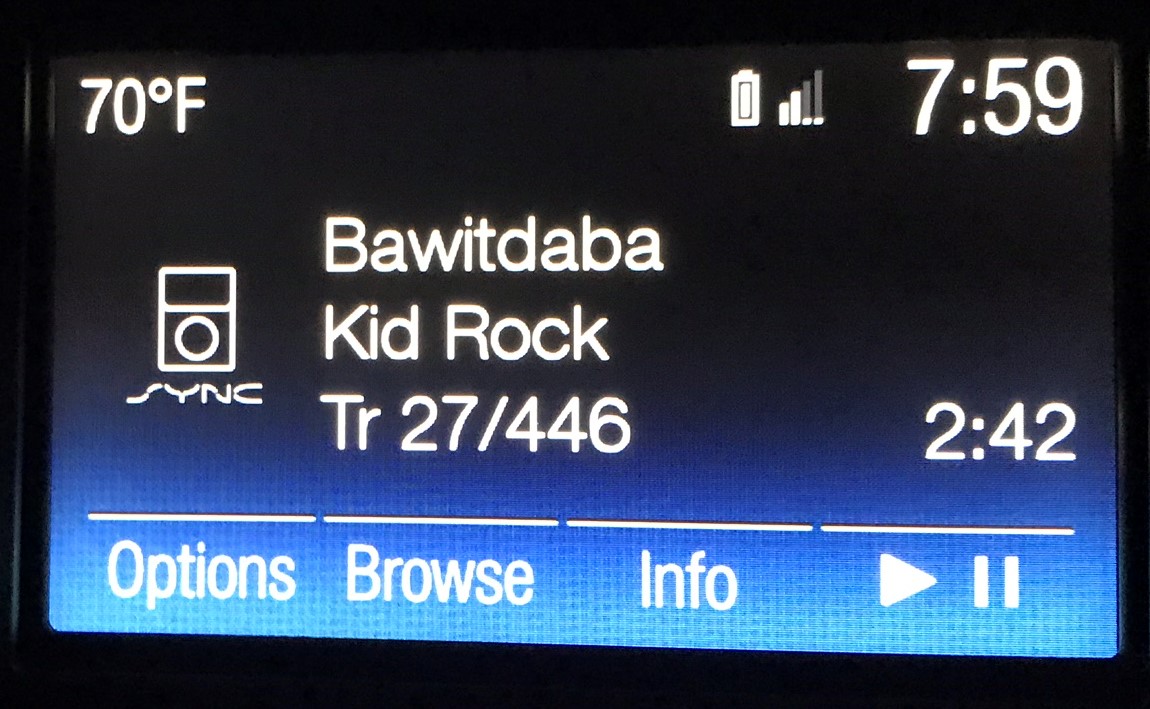 70°F 7:59
Bawitdaba
Kid Rock
SYNC
Tr 27/446 2:42
Options Browse Info